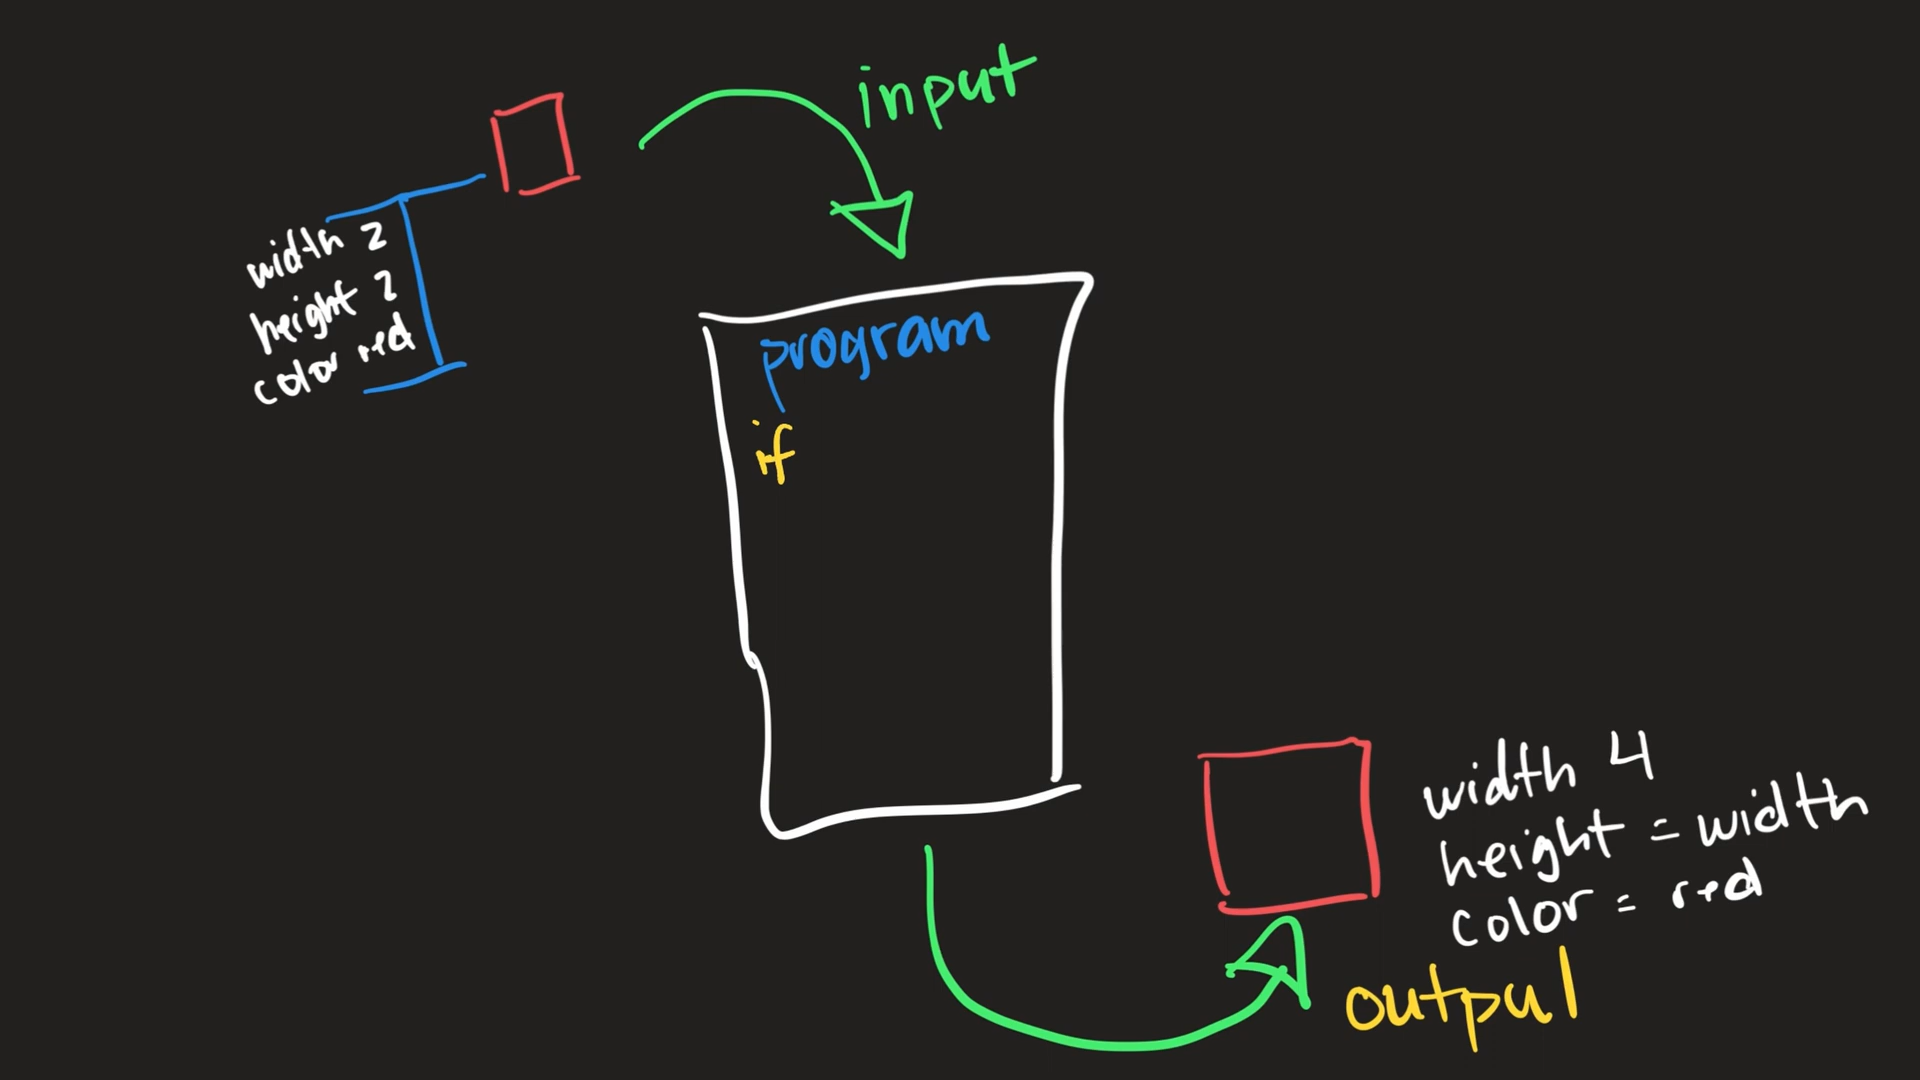 input
width 2
height 2
color red
program
if
width 4
height = width
color = red
outpul